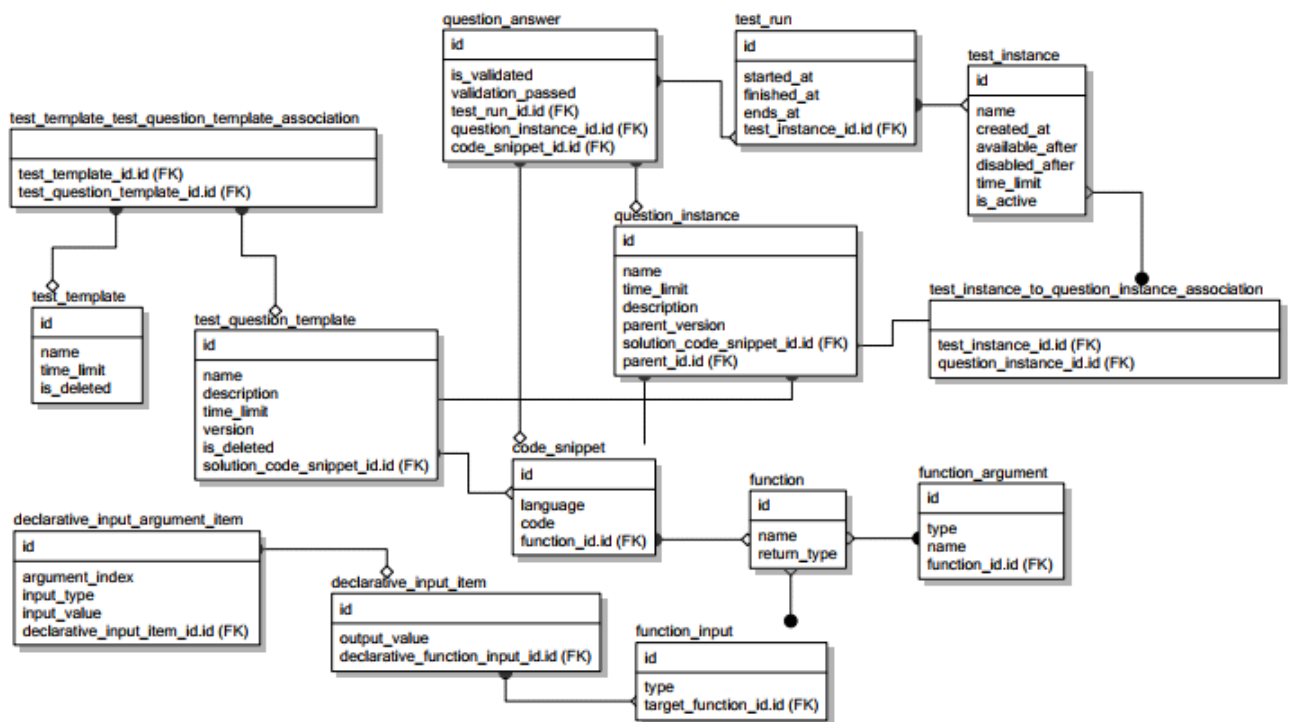 question_answer
id
is_validated
validation_passed
test_run_id.id (FK)
question_instance_id.id (FK)
code_snippet_id.id (FK)
test_run
id
started_at
finished_at
ends_at
test_instance_id.id (FK)
test_instance
id
name
created_at
available_after
disabled_after
time_limit
is_active
test_template_test_question_template_association
test_template_id.id (FK)
test_question_template_id.id (FK)
question_instance
id
name
time_limit
description
parent_version
solution_code_snippet_id.id (FK)
parent_id.id (FK)
test_instance_to_question_instance_association
test_instance_id.id (FK)
question_instance_id.id (FK)
test_template
id
name
time_limit
is_deleted
test_question_template
id
name
description
time_limit
version
is_deleted
solution_code_snippet_id.id (FK)
code_snippet
id
language
code
function_id.id (FK)
function
id
name
return_type
function_argument
id
type
name
function_id.id (FK)
declarative_input_argument_item
id
argument_index
input_type
input_value
declarative_input_item_id.id (FK)
declarative_input_item
id
output_value
declarative_function_input_id.id (FK)
function_input
id
type
target_function_id.id (FK)